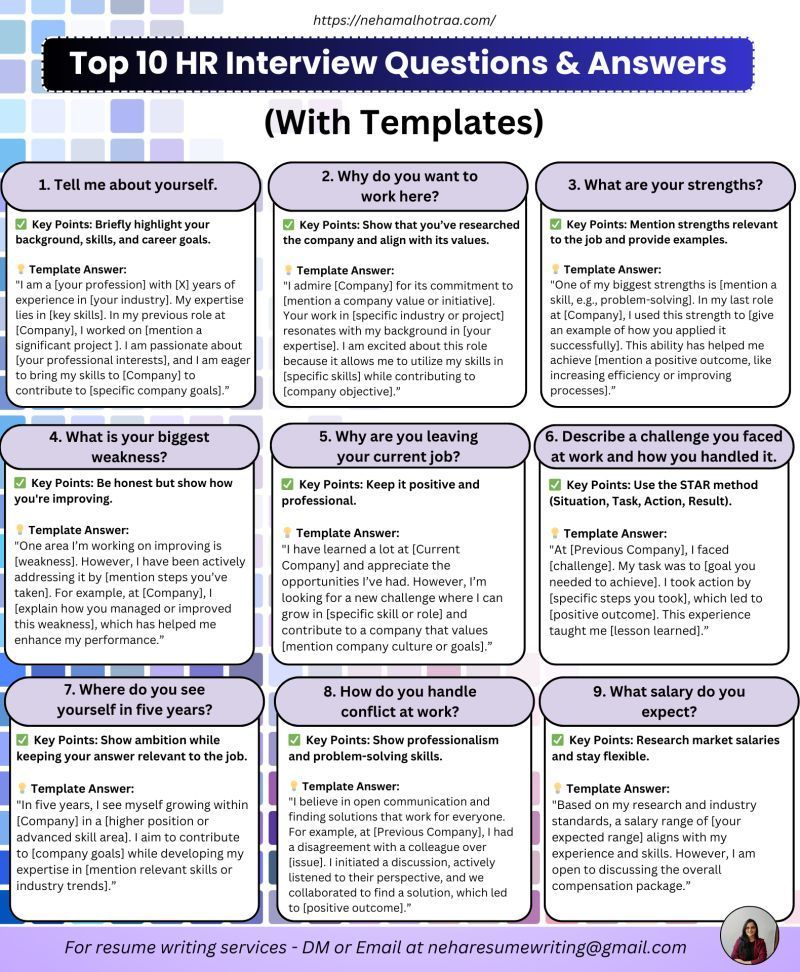 https://nehamalhotraa.com/
Top 10 HR Interview Questions & Answers
(With Templates)
1. Tell me about yourself.
✅ Key Points: Briefly highlight your
background, skills, and career goals.
💡 Template Answer:
"I am a [your profession] with [X] years of
experience in [your industry]. My expertise
lies in [key skills]. In my previous role at
[Company], I worked on [mention a
significant project ]. I am passionate about
[your professional interests], and I am eager
to bring my skills to [Company] to
contribute to [specific company goals].”
2. Why do you want to
work here?
✅ Key Points: Show that you’ve researched
the company and align with its values.
💡 Template Answer:
"I admire [Company] for its commitment to
[mention a company value or initiative].
Your work in [specific industry or project]
resonates with my background in [your
expertise]. I am excited about this role
because it allows me to utilize my skills in
[specific skills] while contributing to
[company objective].”
3. What are your strengths?
✅ Key Points: Mention strengths relevant
to the job and provide examples.
💡 Template Answer:
"One of my biggest strengths is [mention a
skill, e.g., problem-solving]. In my last role
at [Company], I used this strength to [give
an example of how you applied it
successfully]. This ability has helped me
achieve [mention a positive outcome, like
increasing efficiency or improving
processes].”
4. What is your biggest
weakness?
✅ Key Points: Be honest but show how
you're improving.
💡 Template Answer:
"One area I’m working on improving is
[weakness]. However, I have been actively
addressing it by [mention steps you’ve
taken]. For example, at [Company], I
[explain how you managed or improved
this weakness], which has helped me
enhance my performance.”
5. Why are you leaving
your current job?
✅ Key Points: Keep it positive and
professional.
💡 Template Answer:
"I have learned a lot at [Current
Company] and appreciate the
opportunities I’ve had. However, I’m
looking for a new challenge where I can
grow in [specific skill or role] and
contribute to a company that values
[mention company culture or goals].”
6. Describe a challenge you faced
at work and how you handled it.
✅ Key Points: Use the STAR method
(Situation, Task, Action, Result).
💡 Template Answer:
"At [Previous Company], I faced
[challenge]. My task was to [goal you
needed to achieve]. I took action by
[specific steps you took], which led to
[positive outcome]. This experience
taught me [lesson learned].”
7. Where do you see
yourself in five years?
✅ Key Points: Show ambition while
keeping your answer relevant to the job.
💡 Template Answer:
"In five years, I see myself growing within
[Company] in a [higher position or
advanced skill area]. I aim to contribute
to [company goals] while developing my
expertise in [mention relevant skills or
industry trends].”
8. How do you handle
conflict at work?
✅ Key Points: Show professionalism
and problem-solving skills.
💡 Template Answer:
"I believe in open communication and
finding solutions that work for everyone.
For example, at [Previous Company], I had
a disagreement with a colleague over
[issue]. I initiated a discussion, actively
listened to their perspective, and we
collaborated to find a solution, which led
to [positive outcome].”
9. What salary do you
expect?
✅ Key Points: Research market salaries
and stay flexible.
💡 Template Answer:
"Based on my research and industry
standards, a salary range of [your
expected range] aligns with my
experience and skills. However, I am
open to discussing the overall
compensation package.”
For resume writing services - DM or Email at neharesumewriting@gmail.com